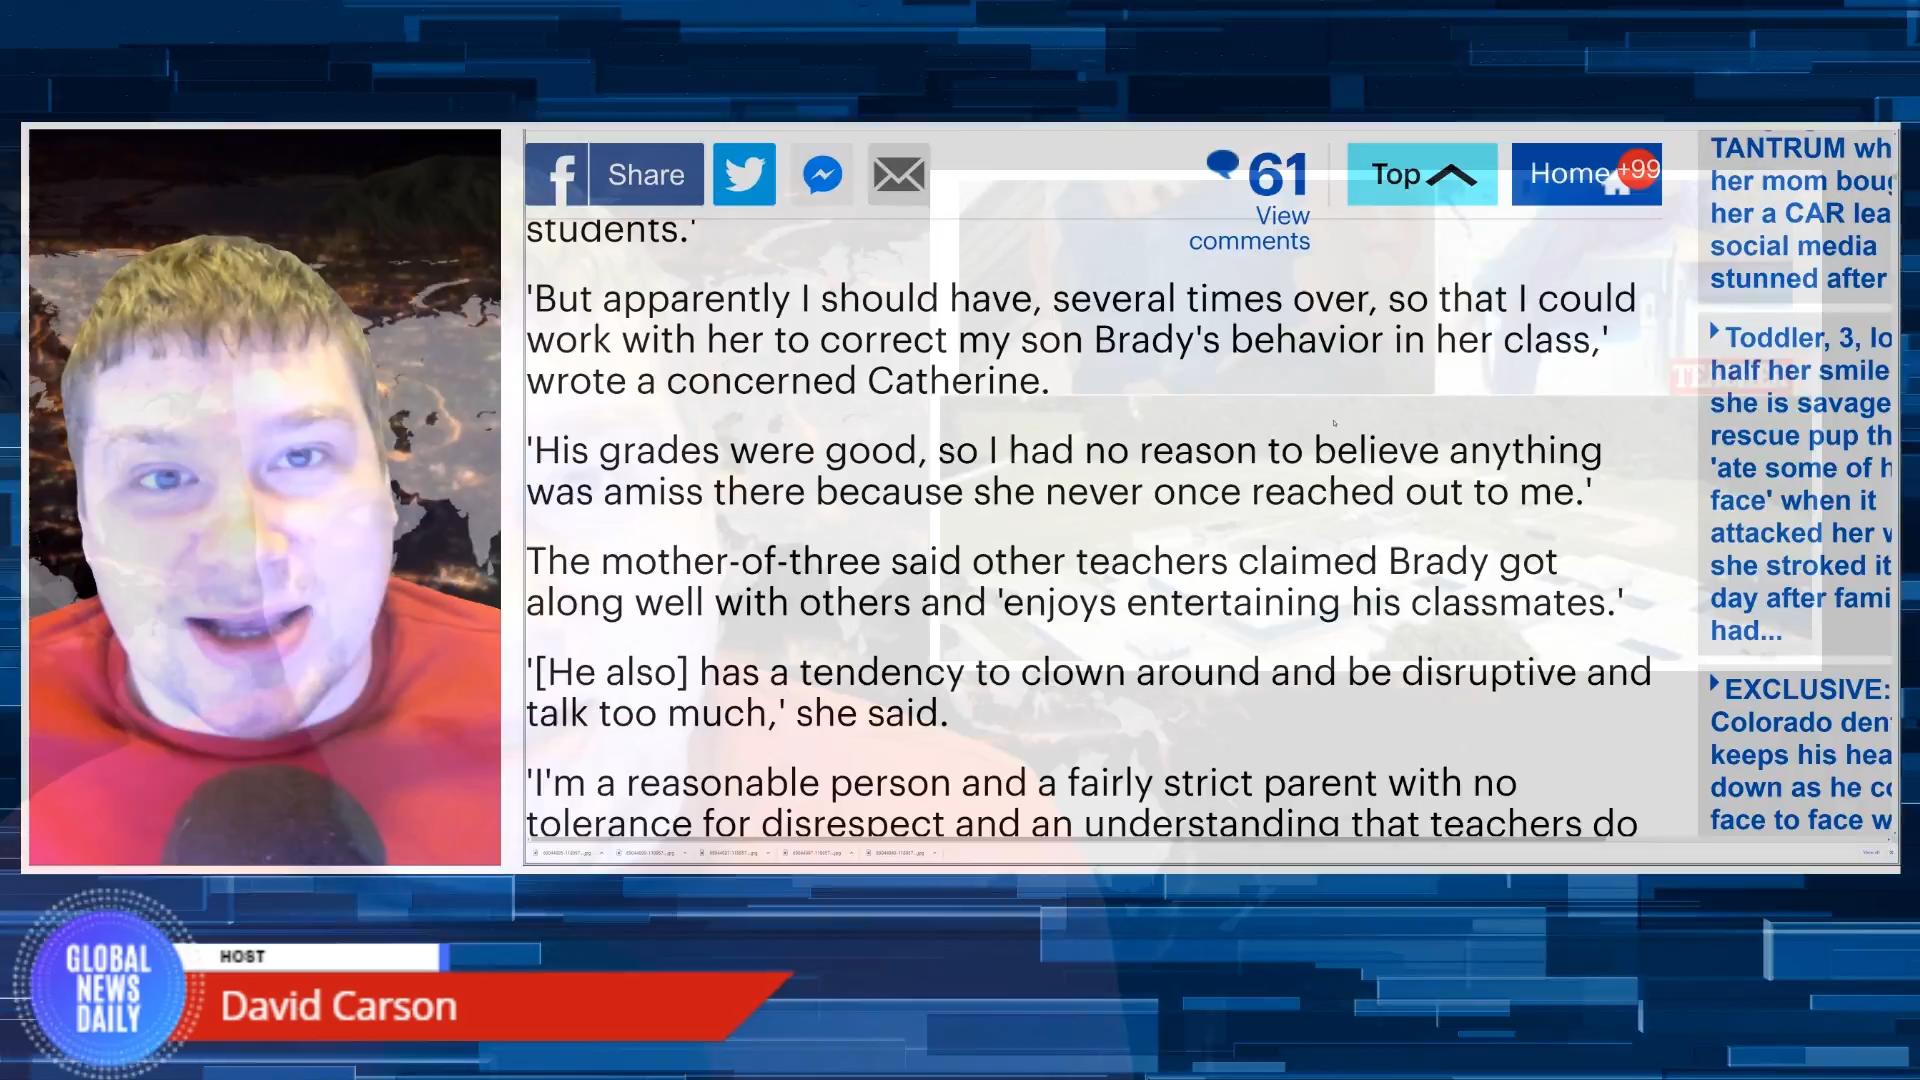 Share
61
View
comments
Top
Home
+99
students.'
'But apparently I should have, several times over, so that I could
work with her to correct my son Brady's behavior in her class,'
wrote a concerned Catherine.
'His grades were good, so I had no reason to believe anything
was amiss there because she never once reached out to me.'
The mother-of-three said other teachers claimed Brady got
along well with others and 'enjoys entertaining his classmates.'
'[He also] has a tendency to clown around and be disruptive and
talk too much,' she said.
'I'm a reasonable person and a fairly strict parent with no
tolerance for disrespect and an understanding that teachers do
TANTRUM wh
her mom boug
her a CAR lea
social media
stunned after
Toddler, 3, lo
half her smile
she is savage
rescue pup th
'ate some of h
face' when it
attacked her w
she stroked it
day after fami
had...
EXCLUSIVE:
Colorado den
keeps his hea
down as he co
face to face w
TEACHER
GLOBAL
NEWS
DAILY
HOST
David Carson